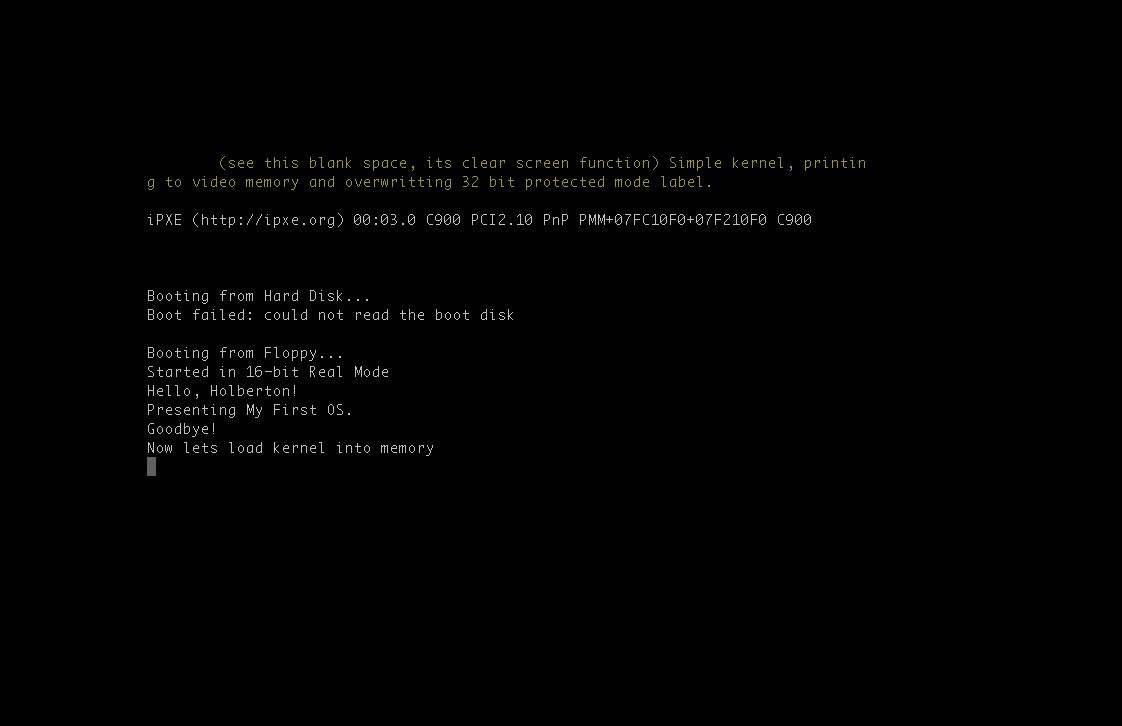 (see this blank space, its clear screen function) Simple kernel, printin
g to video memory and overwritting 32 bit protected mode label.
iPXE (http://ipxe.org) 00:03.0 C900 PCI2.10 PnP PMM+07FC10F0+07F210F0 C900
Booting from Hard Disk...
Boot failed: could not read the boot disk
Booting from Floppy...
Started in 16-bit Real Mode
Hello, Holberton!
Presenting My First OS.
Goodbye!
Now lets load kernel into memory